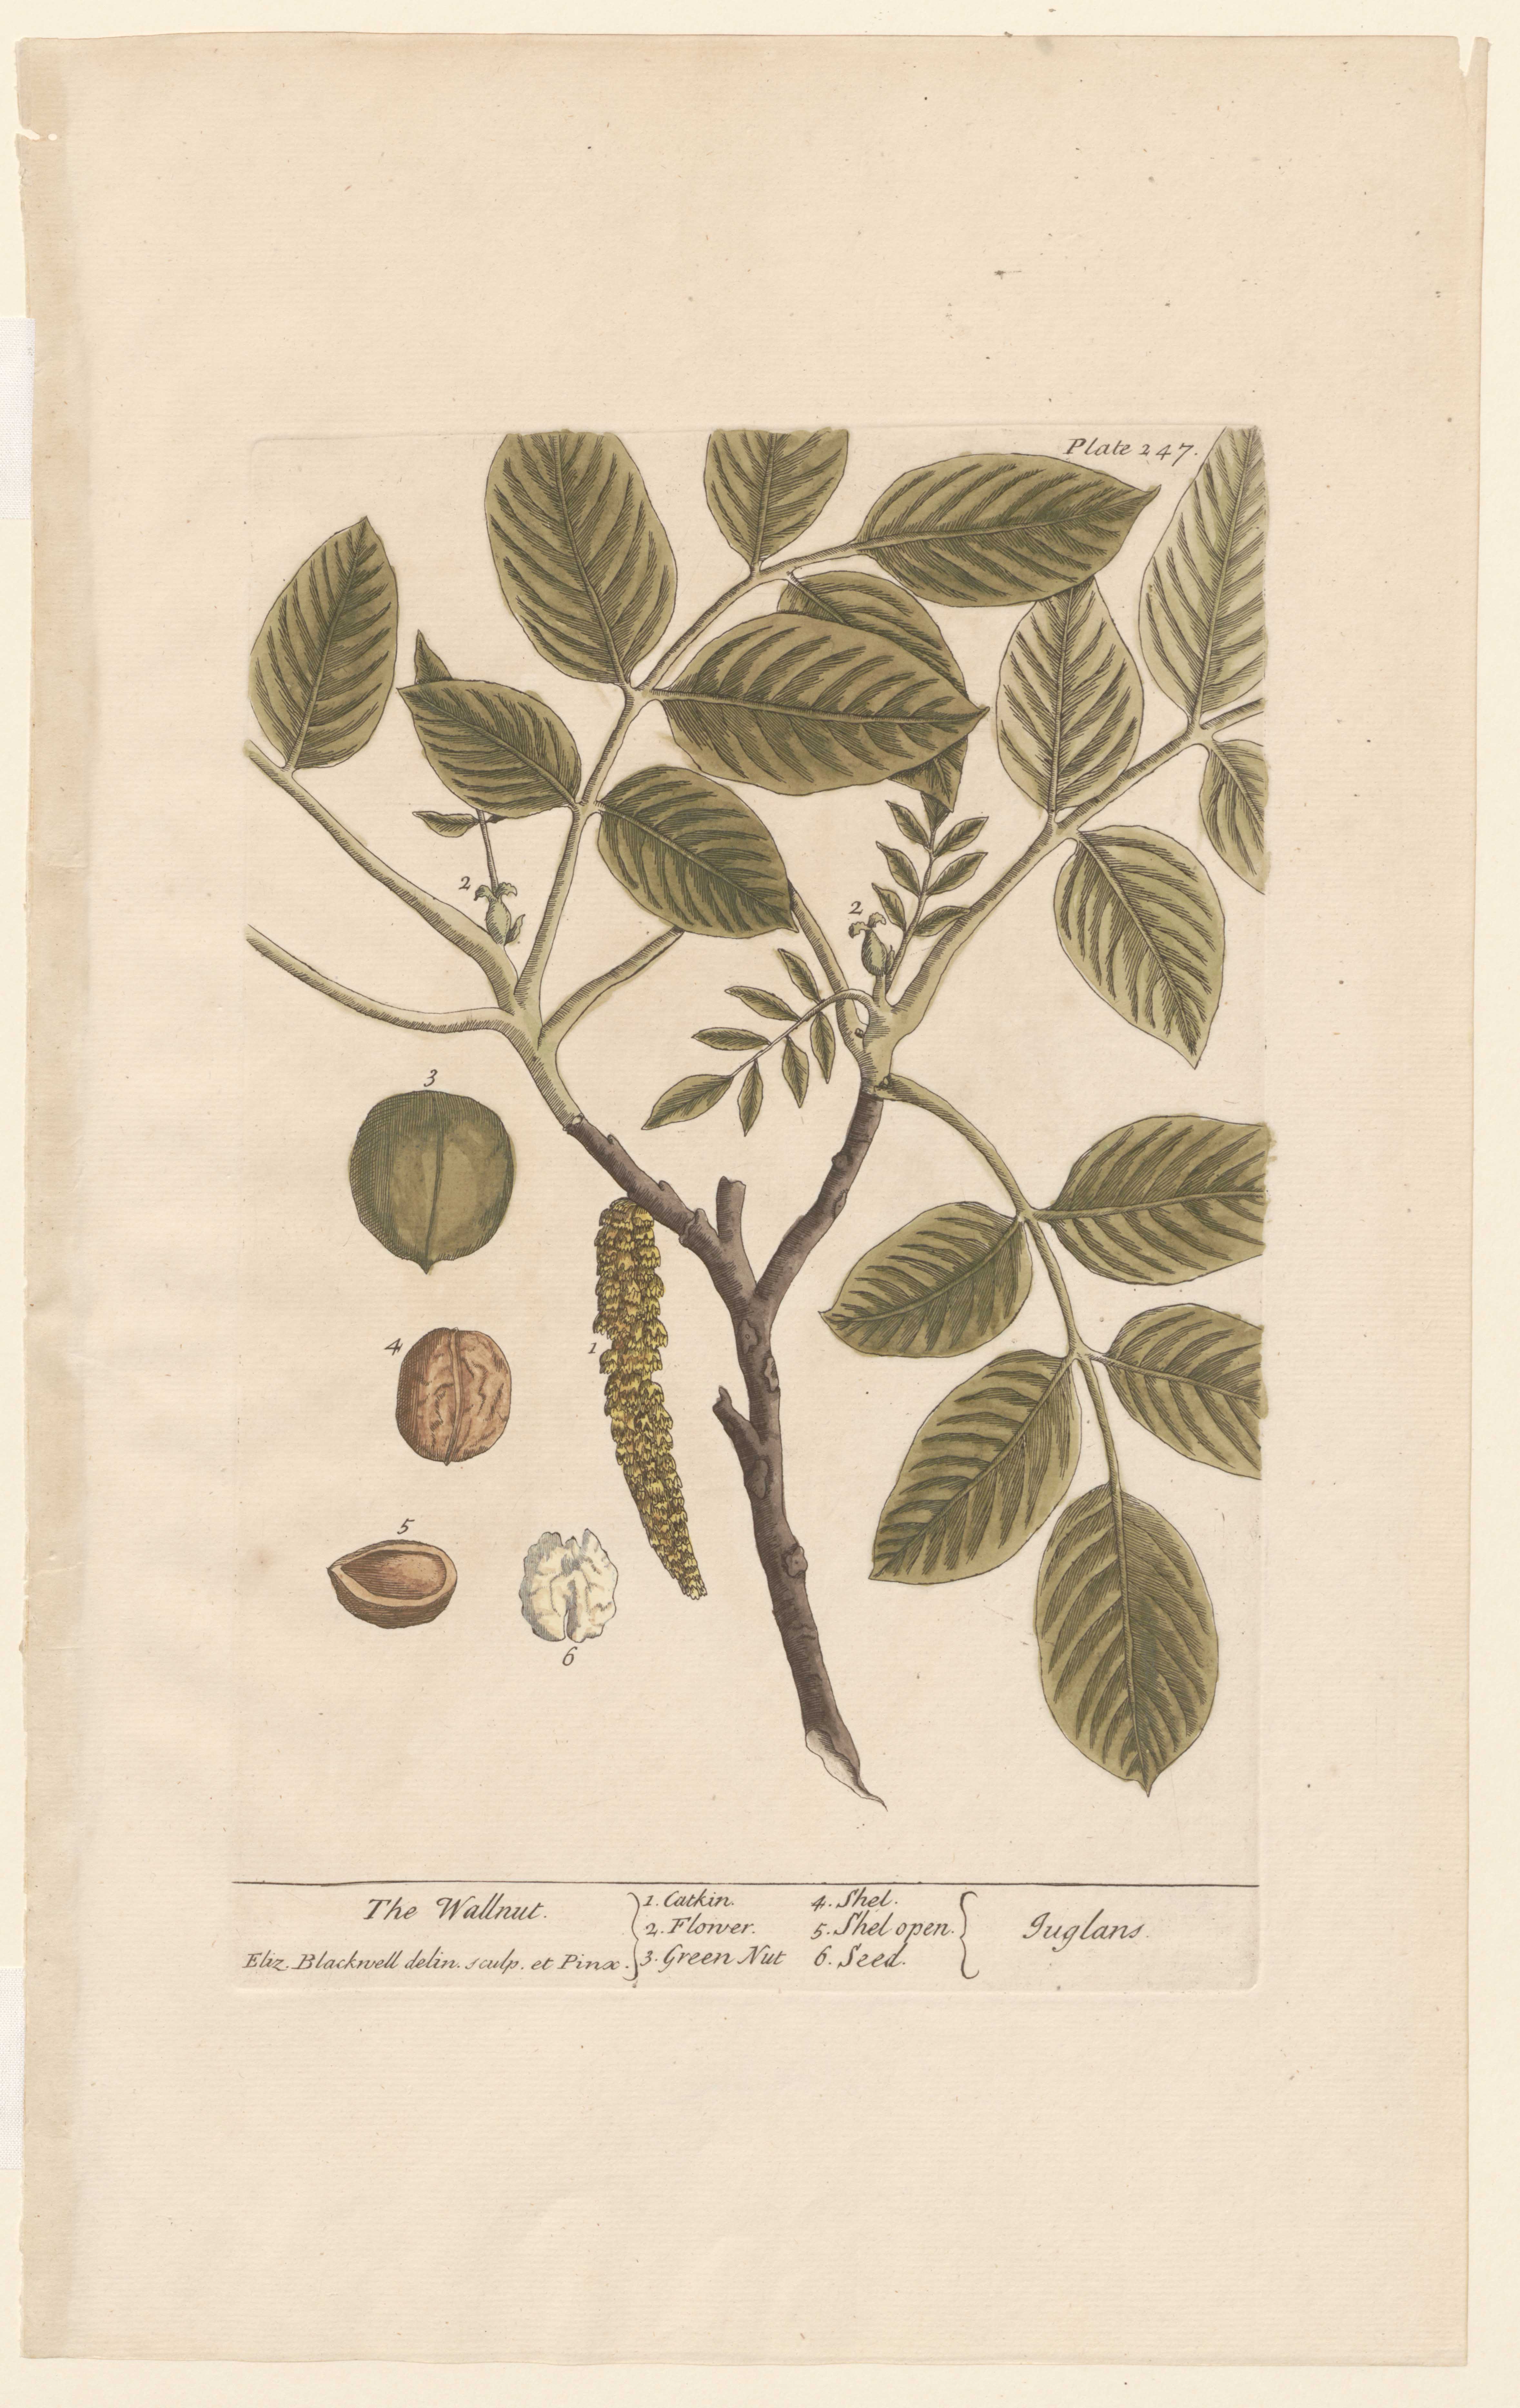 Plate 247.
2
2
3
4
1
5
6
The Wallnut.
Eliz. Blackwell delin. sculp. et Pinx.
1. Catkin.
2. Flower.
3. Green Nut
4. Shel.
5. Shel open.
6. Seed.
Juglans.